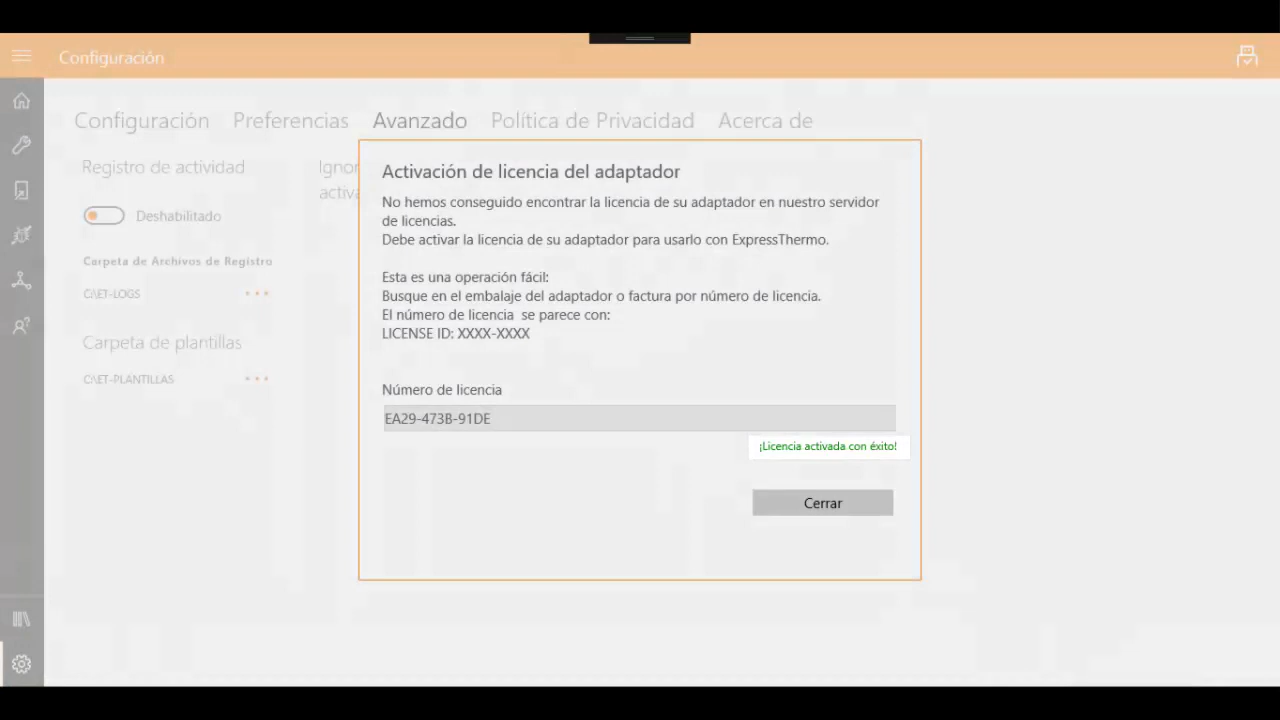 Configuración
Configuración Preferencias Avanzado Política de Privacidad Acerca de
Registro de actividad
Deshabilitado
Carpeta de Archivos de Registro
C:\ET-LOGS
Carpeta de plantillas
C:\ET-PLANTILLAS
Activación de licencia del adaptador
No hemos conseguido encontrar la licencia de su adaptador en nuestro servidor
de licencias.
Debe activar la licencia de su adaptador para usarlo con ExpressThermo.
Esta es una operación fácil:
Busque en el embalaje del adaptador o factura por número de licencia.
El número de licencia se parece con:
LICENSE ID: XXXX-XXXX
Número de licencia
EA29-473B-91DE
¡Licencia activada con éxito!
Cerrar